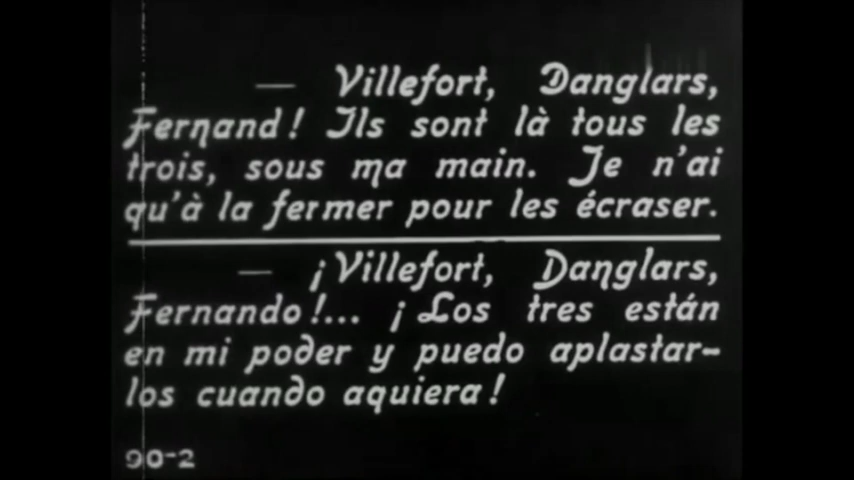 — Villefort, Danglars,
Fernand! Ils sont là tous les
trois, sous ma main. Je n'ai
qu'à la fermer pour les écraser.
— ¡Villefort, Danglars,
Fernando!... ¡Los tres están
en mi poder y puedo aplastar-
los cuando aquiera!
90-2